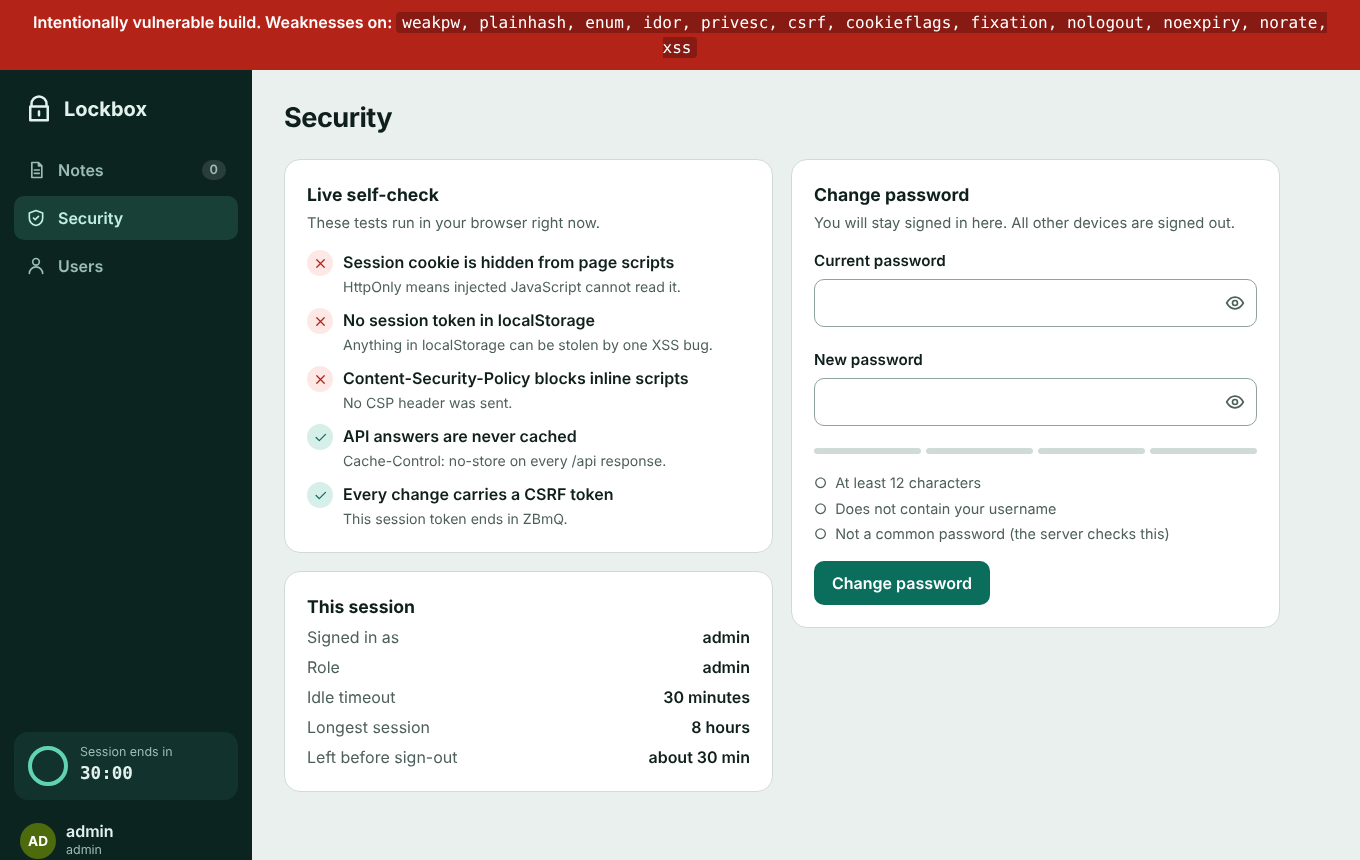 Intentionally vulnerable build. Weaknesses on: weakpw, plainhash, enum, idor, privesc, csrf, cookieflags, fixation, nologout, noexpiry, norate,
xss
Lockbox
Notes 0
Security
Users
Session ends in
30:00
AD
admin
admin
Security
Live self-check
These tests run in your browser right now.
Session cookie is hidden from page scripts
HttpOnly means injected JavaScript cannot read it.
No session token in localStorage
Anything in localStorage can be stolen by one XSS bug.
Content-Security-Policy blocks inline scripts
No CSP header was sent.
API answers are never cached
Cache-Control: no-store on every /api response.
Every change carries a CSRF token
This session token ends in ZBmQ.
This session
Signed in as admin
Role admin
Idle timeout 30 minutes
Longest session 8 hours
Left before sign-out about 30 min
Change password
You will stay signed in here. All other devices are signed out.
Current password
New password
At least 12 characters
Does not contain your username
Not a common password (the server checks this)
Change password